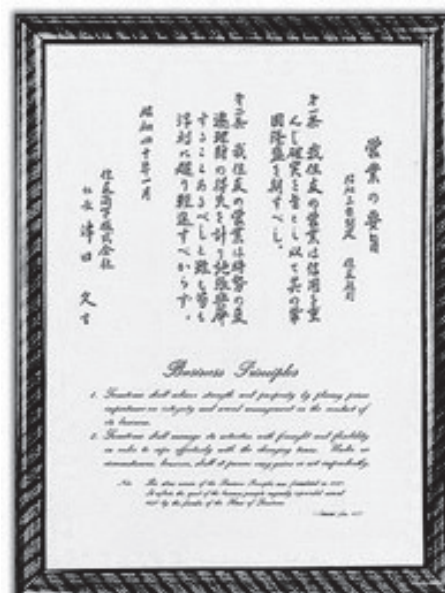 営業の要旨
第一条 我住友の営業は信用を重
んじ確実を旨とし以て其の鞏
固隆盛を期すべし
第二条 我住友の営業は時勢の変
遷理財の得失を計り弛張興廃
することあるべしと雖も苟も
浮利に趨り軽進すべからず
昭和四十年一月
住友商事株式会社
社長 津田久
Business Principles
1. Sumitomo shall achieve strength and prosperity by placing prime
importance on integrity and sound management in the conduct of
its business.
2. Sumitomo shall manage its activities with foresight and flexibility
in order to cope effectively with the changing times. Under no
circumstances, however, shall it pursue easy gains or act imprudently.